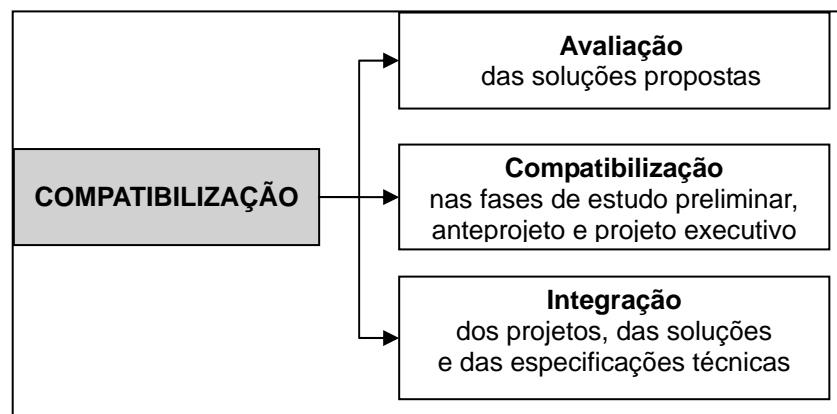 Avaliação
das soluções propostas
COMPATIBILIZAÇÃO
Compatibilização
nas fases de estudo preliminar,
anteprojeto e projeto executivo
Integração
dos projetos, das soluções
e das especificações técnicas